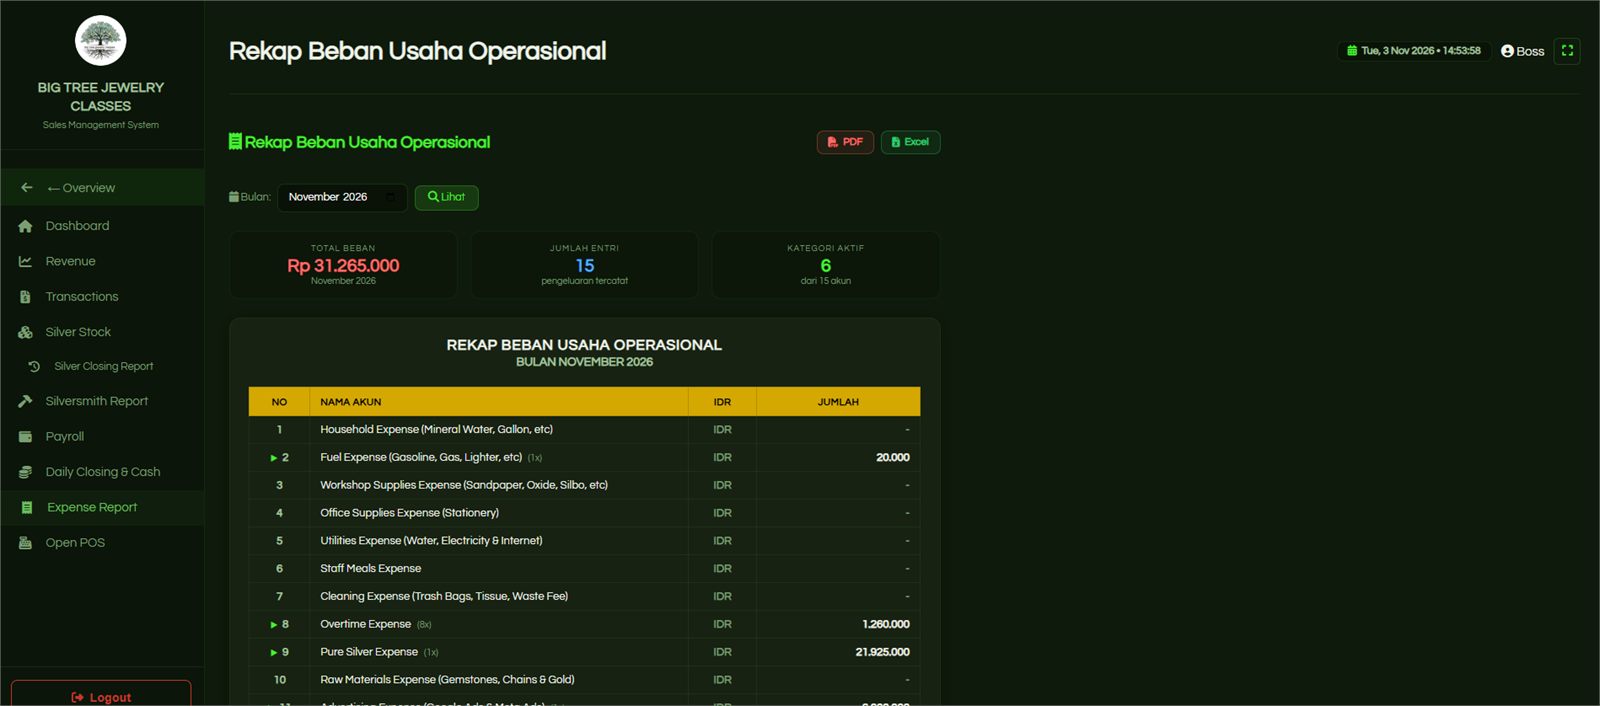 BIG TREE JEWELRY
CLASSES
Sales Management System
← Overview
Dashboard
Revenue
Transactions
Silver Stock
Silver Closing Report
Silversmith Report
Payroll
Daily Closing & Cash
Expense Report
Open POS
Logout
Rekap Beban Usaha Operasional
Tue, 3 Nov 2026 • 14:53:58
Boss
Rekap Beban Usaha Operasional
PDF
Excel
Bulan: November 2026 Lihat
TOTAL BEBAN
Rp 31.265.000
November 2026
JUMLAH ENTRI
15
pengeluaran tercatat
KATEGORI AKTIF
6
dari 15 akun
REKAP BEBAN USAHA OPERASIONAL
BULAN NOVEMBER 2026
NO NAMA AKUN IDR JUMLAH
1 Household Expense (Mineral Water, Gallon, etc) IDR -
▶ 2 Fuel Expense (Gasoline, Gas, Lighter, etc) (1x) IDR 20.000
3 Workshop Supplies Expense (Sandpaper, Oxide, Silbo, etc) IDR -
4 Office Supplies Expense (Stationery) IDR -
5 Utilities Expense (Water, Electricity & Internet) IDR -
6 Staff Meals Expense IDR -
7 Cleaning Expense (Trash Bags, Tissue, Waste Fee) IDR -
▶ 8 Overtime Expense (8x) IDR 1.260.000
▶ 9 Pure Silver Expense (1x) IDR 21.925.000
10 Raw Materials Expense (Gemstones, Chains & Gold) IDR -
11 Advertising Expense (Google Ads & Meta Ads)